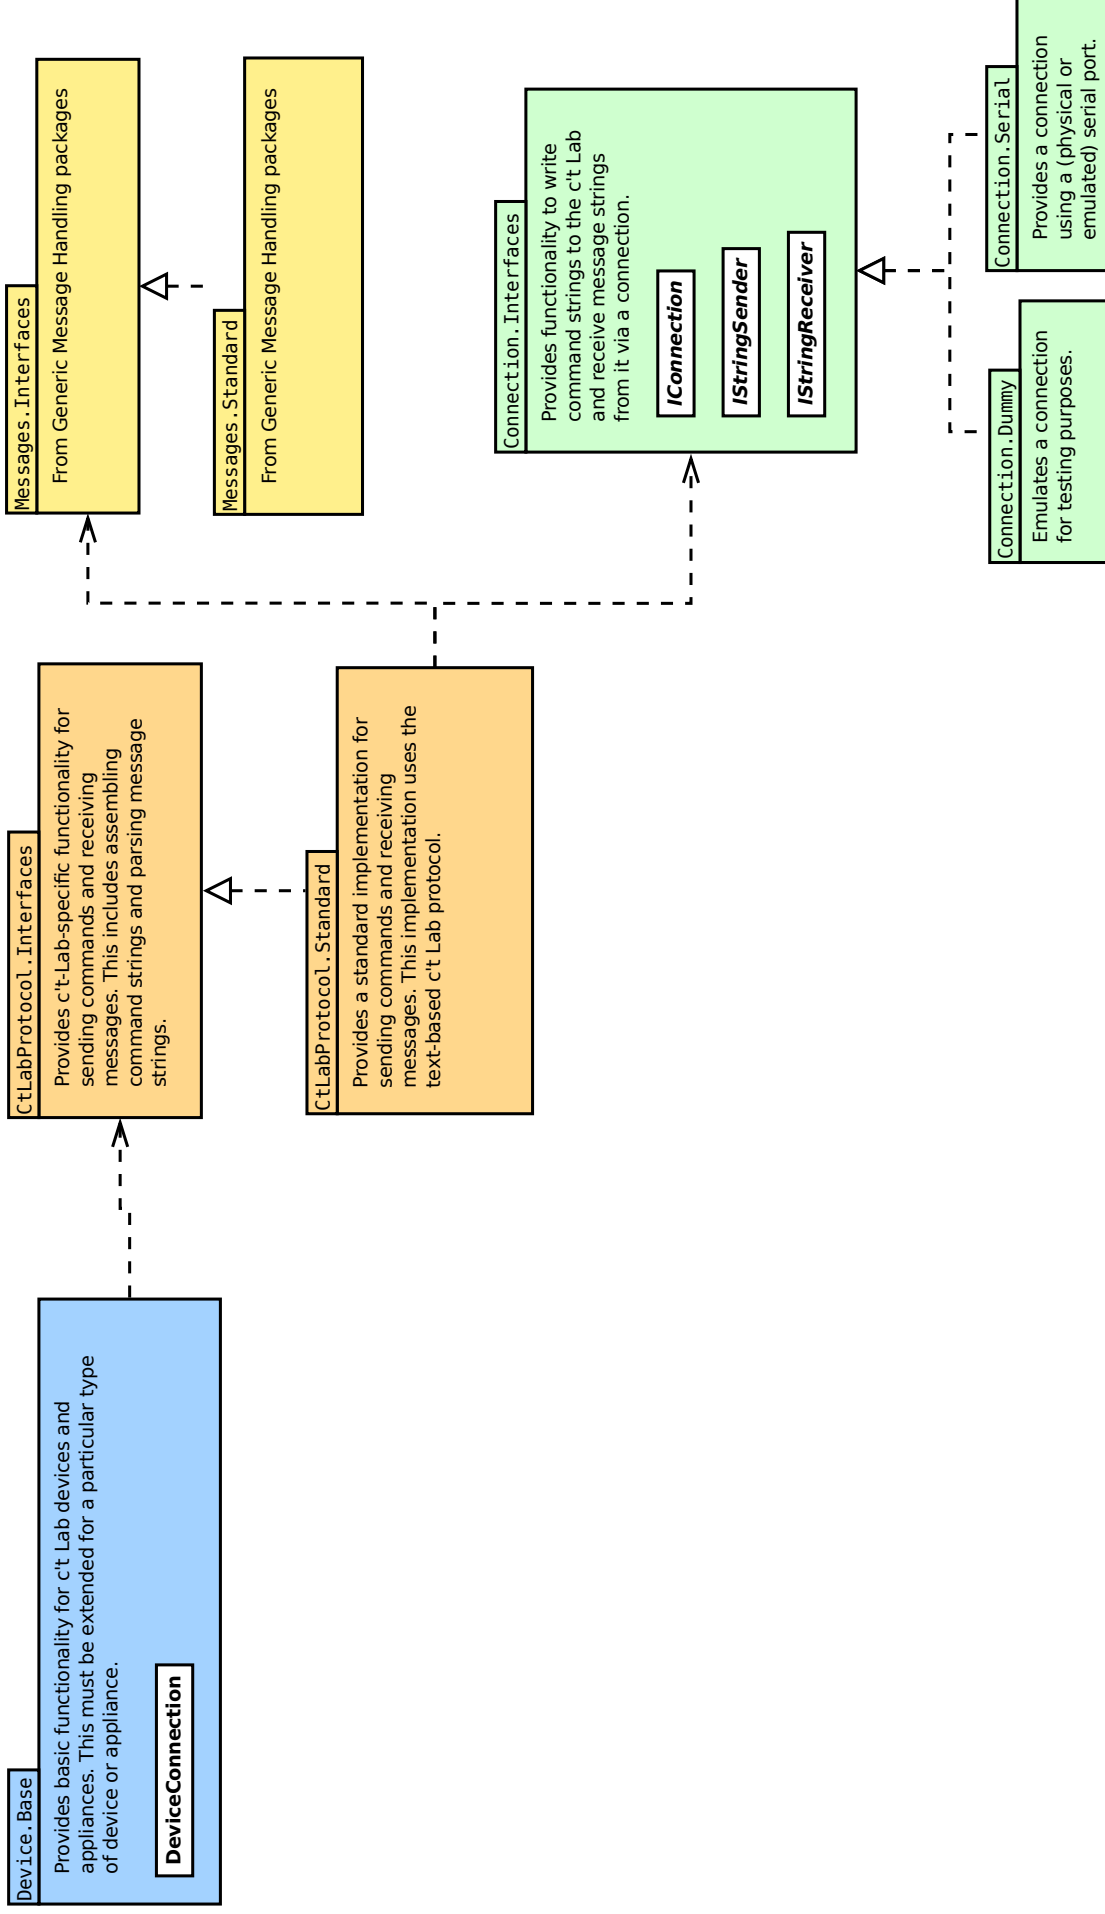 Device.Base
Provides basic functionality for c't Lab devices and
appliances. This must be extended for a particular type
of device or appliance.
DeviceConnection
CtLabProtocol.Interfaces
Provides c't-Lab-specific functionality for
sending commands and receiving
messages. This includes assembling
command strings and parsing message
strings.
CtLabProtocol.Standard
Provides a standard implementation for
sending commands and receiving
messages. This implementation uses the
text-based c't Lab protocol.
Messages.Interfaces
From Generic Message Handling packages
Messages.Standard
From Generic Message Handling packages
Connection.Interfaces
Provides functionality to write
command strings to the c't Lab
and receive message strings
from it via a connection.
IConnection
IStringSender
IStringReceiver
Connection.Dummy
Emulates a connection
for testing purposes.
Connection.Serial
Provides a connection
using a (physical or
emulated) serial port.